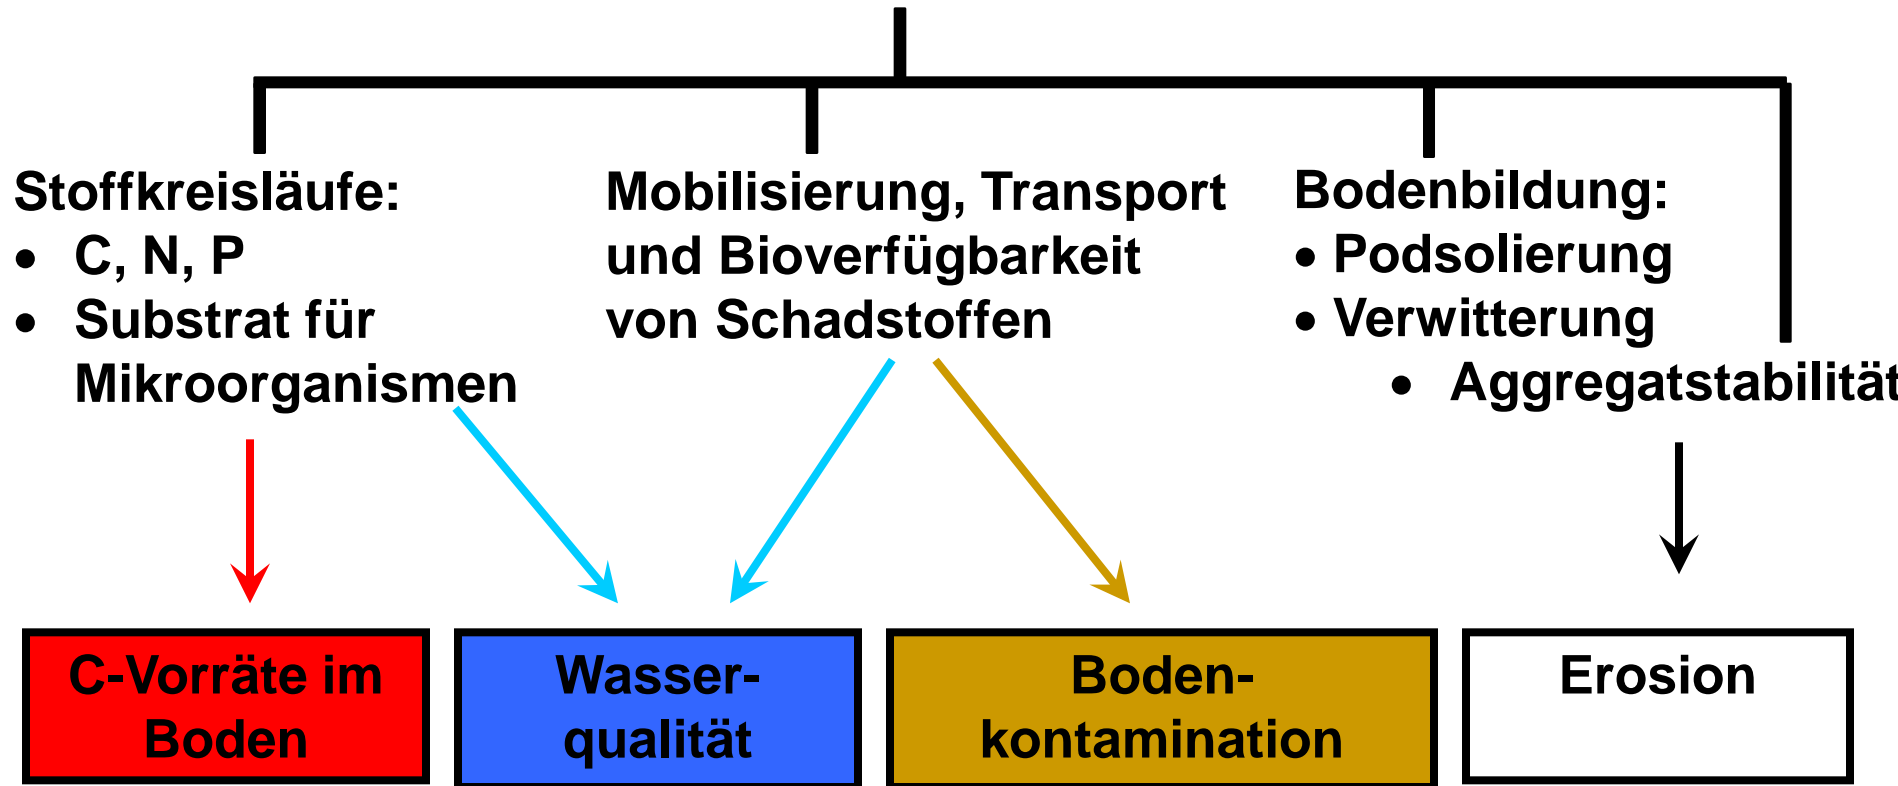 Stoffkreisläufe:
• C, N, P
• Substrat für
Mikroorganismen
Mobilisierung, Transport
und Bioverfügbarkeit
von Schadstoffen
Bodenbildung:
• Podsolierung
• Verwitterung
• Aggregatstabilität
C-Vorräte im
Boden
Wasser-
qualität
Boden-
kontamination
Erosion